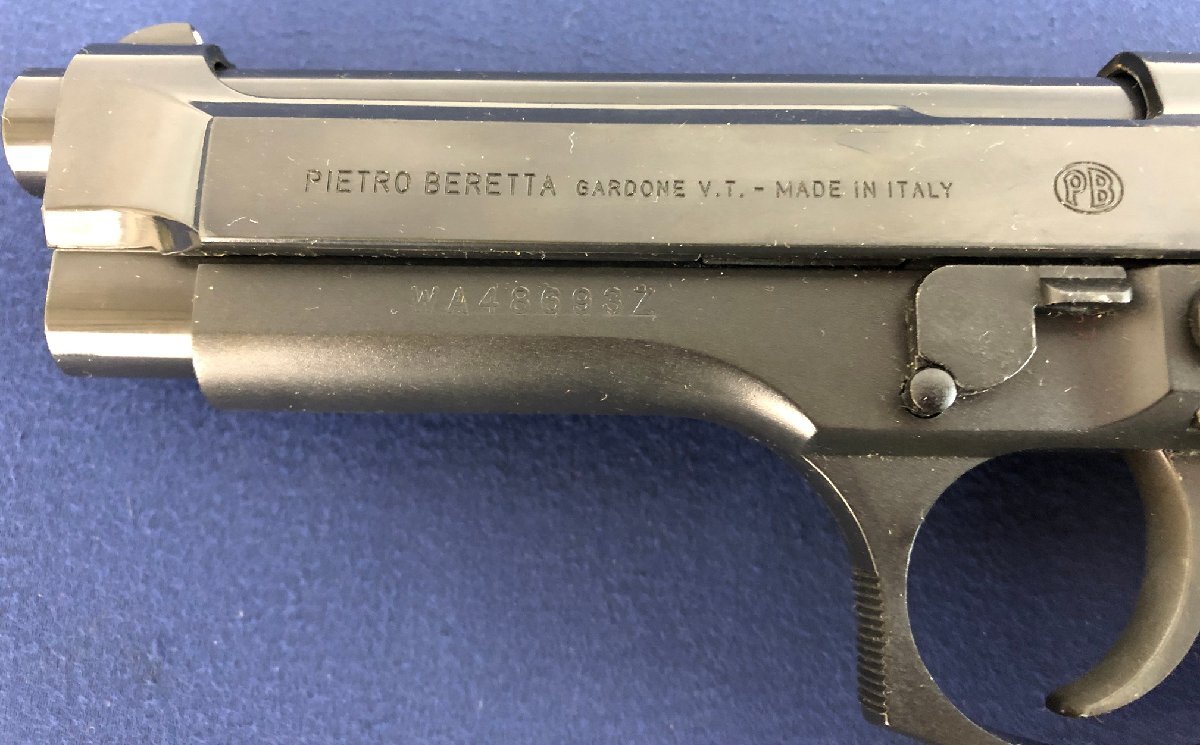 PIETRO BERETTA GARDONE V.T. - MADE IN ITALY
PB
WA48693Z